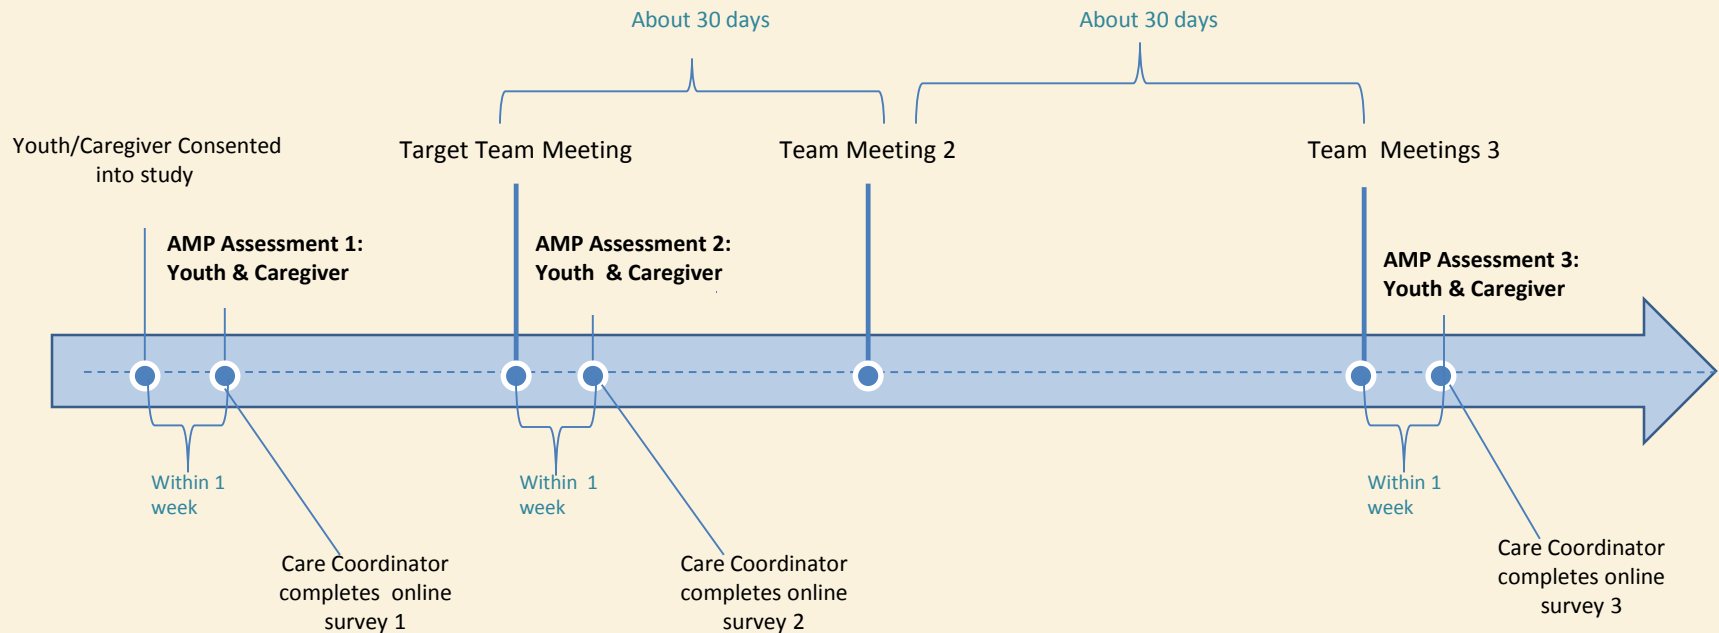 About 30 days
About 30 days
Youth/Caregiver Consented
into study
Target Team Meeting
Team Meeting 2
Team  Meetings 3
AMP Assessment 1:
Youth & Caregiver
AMP Assessment 2:
Youth  & Caregiver
AMP Assessment 3:
Youth & Caregiver
Within 1
week
Within  1
week
Within 1
week
Care Coordinator
completes  online
survey 1
Care Coordinator
completes online
survey 2
Care Coordinator
completes online
survey 3